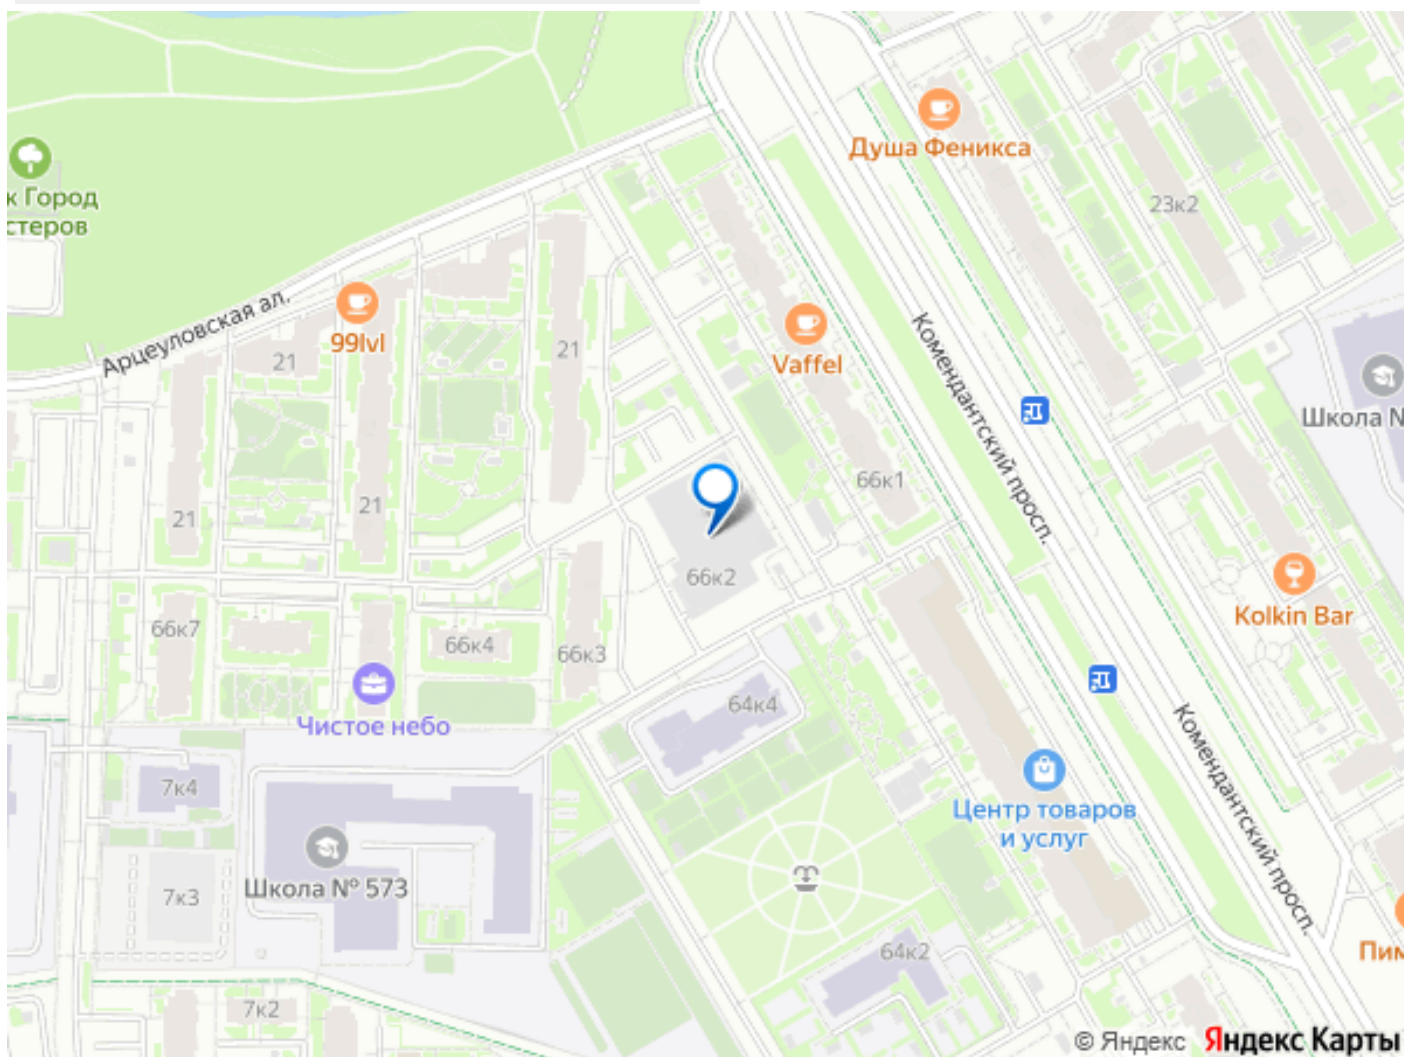 Душа Феникса
к Город
стеров
23к2
Арцеуловская ал.
99lvl
21
21
Vaffel
Комендантский просп.
Школа №
21
21
66к1
66к2
Kolkin Bar
66к7
66к4
66к3
Чистое небо
64к4
Комендантский просп.
7к4
Центр товаров
и услуг
Школа № 573
7к3
64к2
Пим
7к2
© Яндекс Яндекс Карты